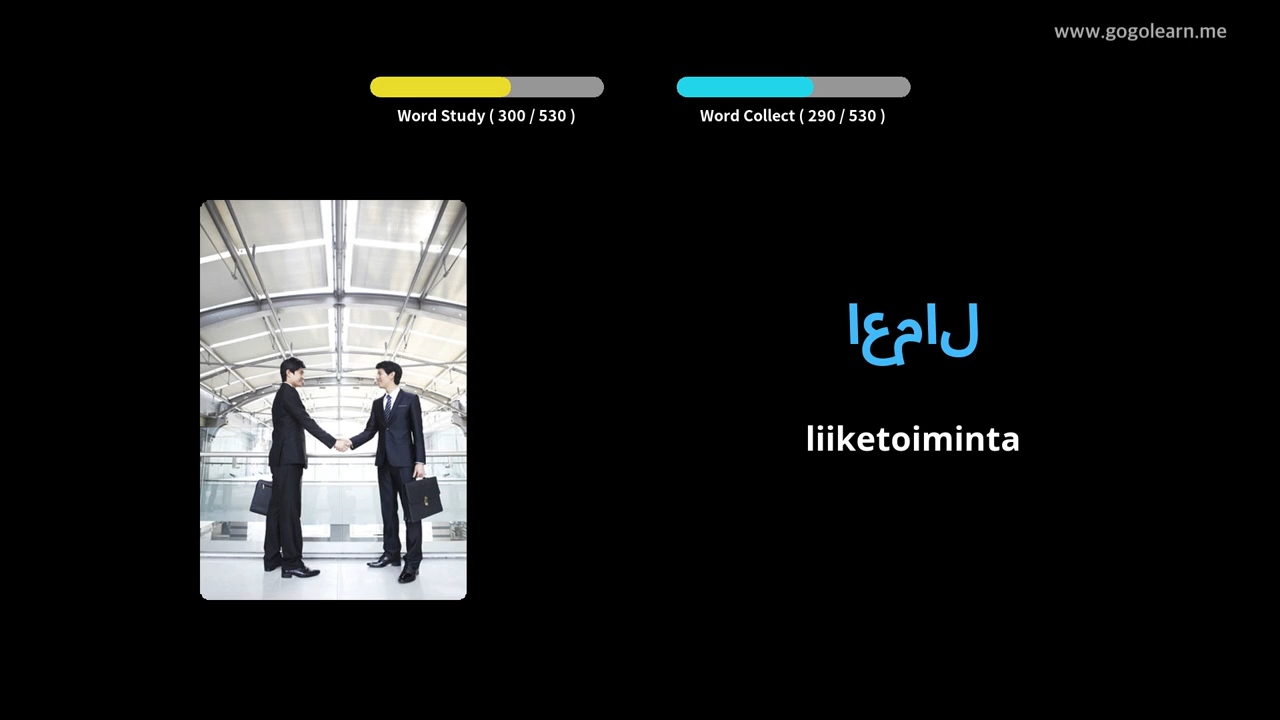 www.gogolearn.me
Word Study ( 300 / 530 )
Word Collect ( 290 / 530 )
اعمال
liiketoiminta